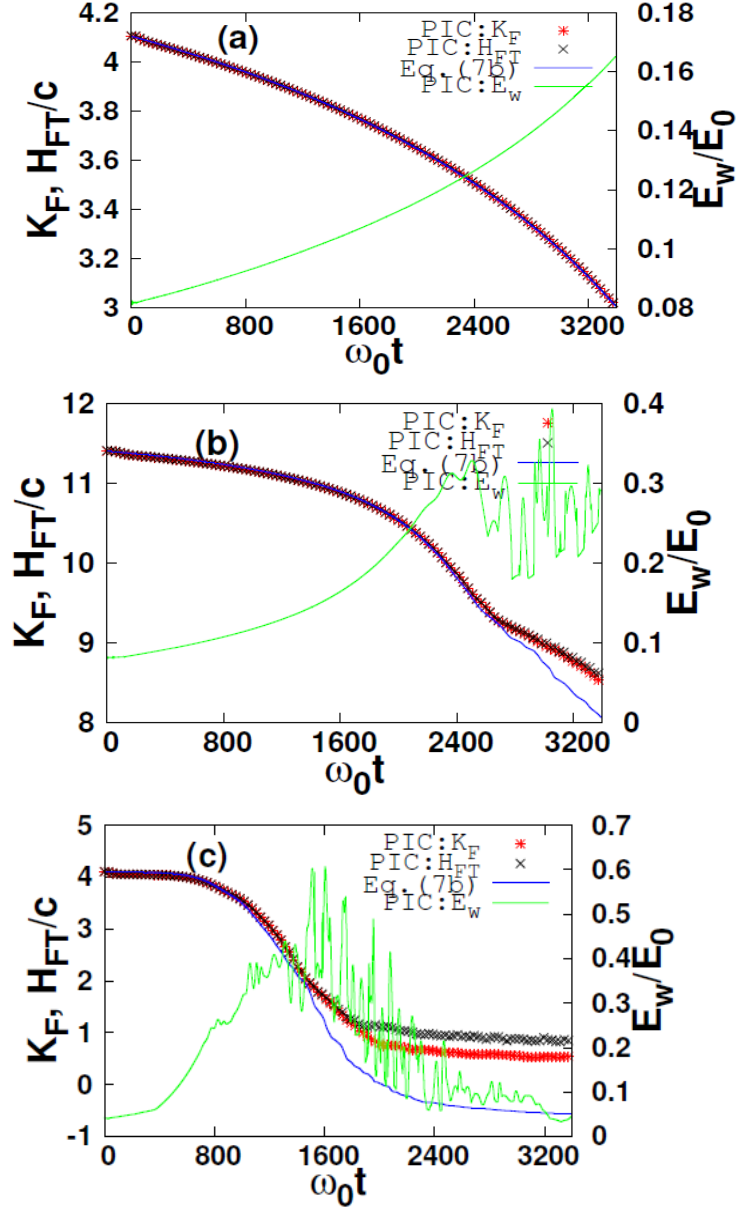 (a)
PIC:K_F
PIC:H_FT
Eq.(7b)
PIC:E_W
K_F, H_FT/c
4.2
4
3.8
3.6
3.4
3.2
3
0.18
0.16
0.14
0.12
0.1
0.08
E_w/E_0
0 800 1600 2400 3200
ω_0t
(b)
PIC:K_F
PIC:H_FT
Eq.(7b)
PIC:E_W
K_F, H_FT/c
12
11
10
9
8
0.4
0.3
0.2
0.1
0
E_w/E_0
0 800 1600 2400 3200
ω_0t
(c)
PIC:K_F
PIC:H_FT
Eq.(7b)
PIC:E_W
K_F, H_FT/c
5
4
3
2
1
0
-1
0.7
0.6
0.5
0.4
0.3
0.2
0.1
0
E_w/E_0
0 800 1600 2400 3200
ω_0t